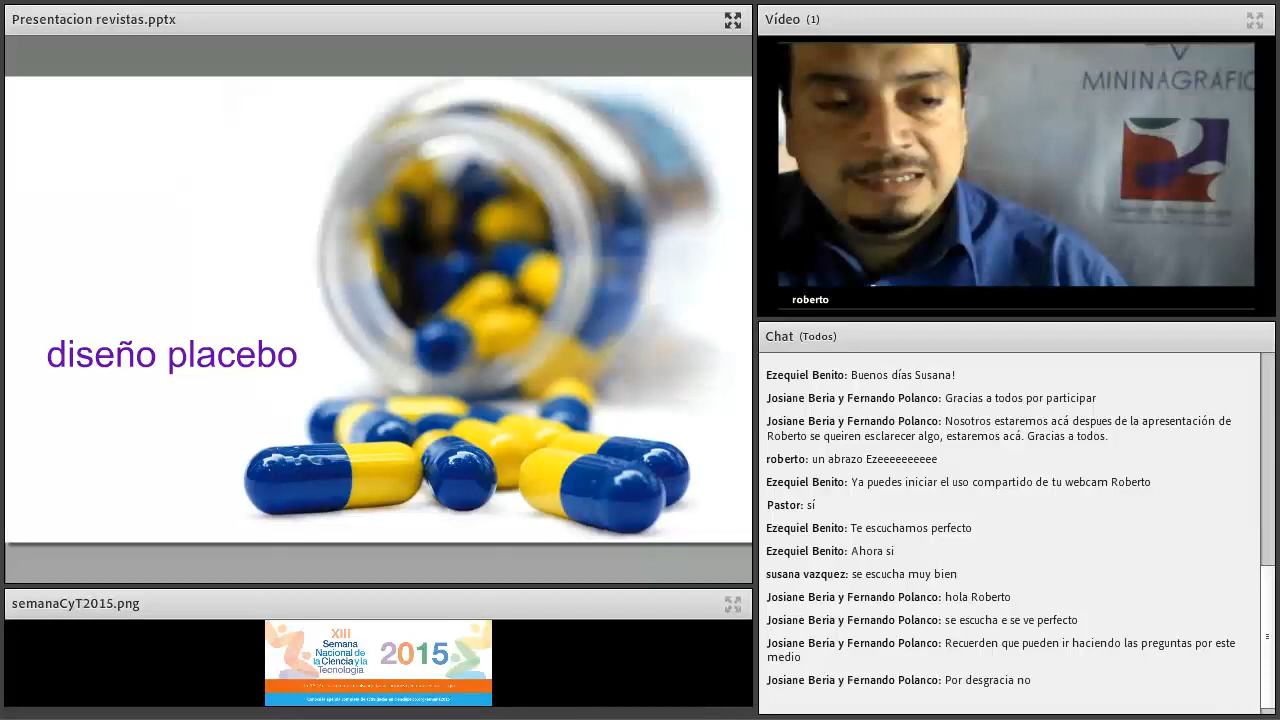 Presentacion revistas.pptx
diseño placebo
semanaCyT2015.png
XIII
Semana
Nacional de
la Ciencia y la
Tecnología
2015
Vídeo (1)
MININAGRÁFIC
roberto
Chat (Todos)
Ezequiel Benito: Buenos días Susana!
Josiane Beria y Fernando Polanco: Gracias a todos por participar
Josiane Beria y Fernando Polanco: Nosotros estaremos acá despues de la apresentación de
Roberto se queiren esclarecer algo, estaremos acá. Gracias a todos.
roberto: un abrazo Ezeeeeeeeeee
Ezequiel Benito: Ya puedes iniciar el uso compartido de tu webcam Roberto
Pastor: sí
Ezequiel Benito: Te escuchamos perfecto
Ezequiel Benito: Ahora si
susana vazquez: se escucha muy bien
Josiane Beria y Fernando Polanco: hola Roberto
Josiane Beria y Fernando Polanco: se escucha e se ve perfecto
Josiane Beria y Fernando Polanco: Recuerden que puedan ir haciendo las preguntas por este
medio
Josiane Beria y Fernando Polanco: Por desgracia no